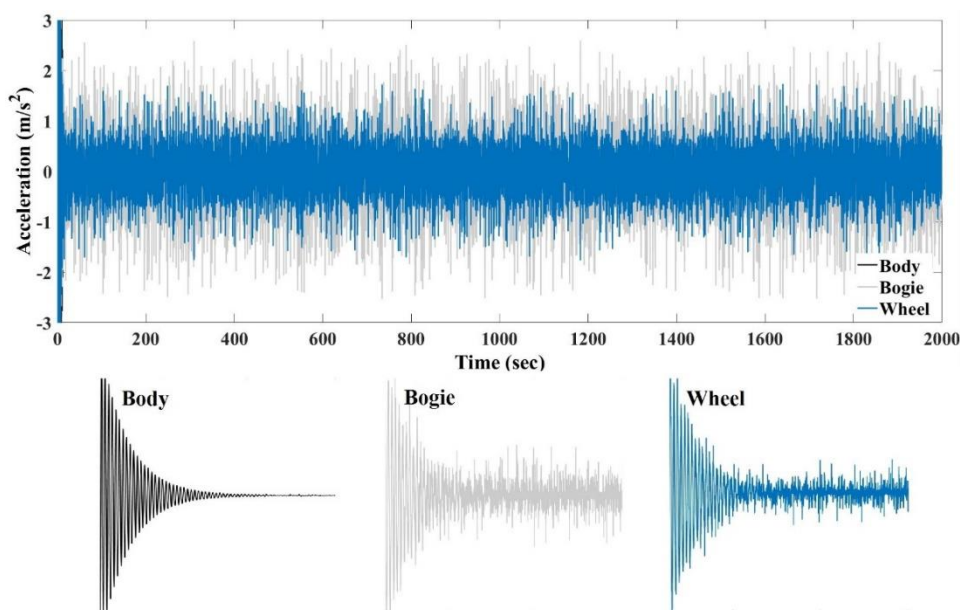 3
2
1
0
-1
-2
-3
Acceleration (m/s²)
Body
Bogie
Wheel
0 200 400 600 800 1000 1200 1400 1600 1800 2000
Time (sec)
Body Bogie Wheel